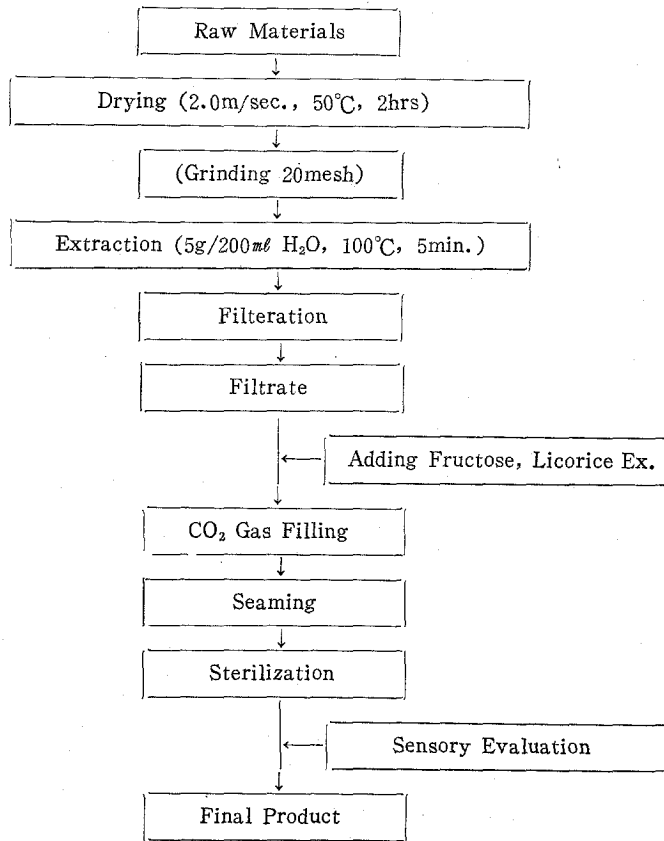 Raw Materials
Drying (2.0m/sec., 50℃, 2hrs)
(Grinding 20mesh)
Extraction (5g/200㎖ H₂O, 100℃, 5min.)
Filteration
Filtrate
Adding Fructose, Licorice Ex.
CO₂ Gas Filling
Seaming
Sterilization
Sensory Evaluation
Final Product